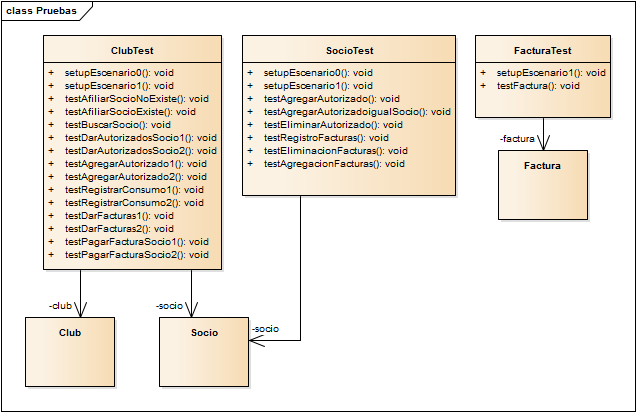 class Pruebas
ClubTest
+ setupEscenario0(): void
+ setupEscenario1(): void
+ testAfiliarSocioNoExiste(): void
+ testAfiliarSocioExiste(): void
+ testBuscarSocio(): void
+ testDarAutorizadosSocio1(): void
+ testDarAutorizadosSocio2(): void
+ testAgregarAutorizado1(): void
+ testAgregarAutorizado2(): void
+ testRegistrarConsumo1(): void
+ testRegistrarConsumo2(): void
+ testDarFacturas1(): void
+ testDarFacturas2(): void
+ testPagarFacturaSocio1(): void
+ testPagarFacturaSocio2(): void
SocioTest
+ setupEscenario0(): void
+ setupEscenario1(): void
+ testAgregarAutorizado(): void
+ testAgregarAutorizadoigualSocio(): void
+ testEliminarAutorizado(): void
+ testRegistroFacturas(): void
+ testEliminacionFacturas(): void
+ testAgregacionFacturas(): void
FacturaTest
+ setupEscenario1(): void
+ testFactura(): void
-factura
Factura
-club
-socio
-socio
Club
Socio